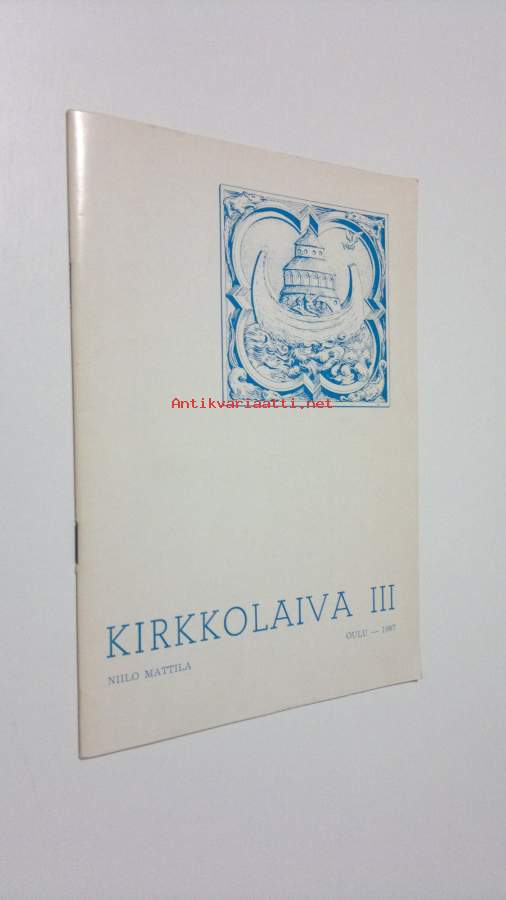 Antikvariaatti.net
KIRKKOLAIVA III
NIILO MATTILA
OULU — 1987